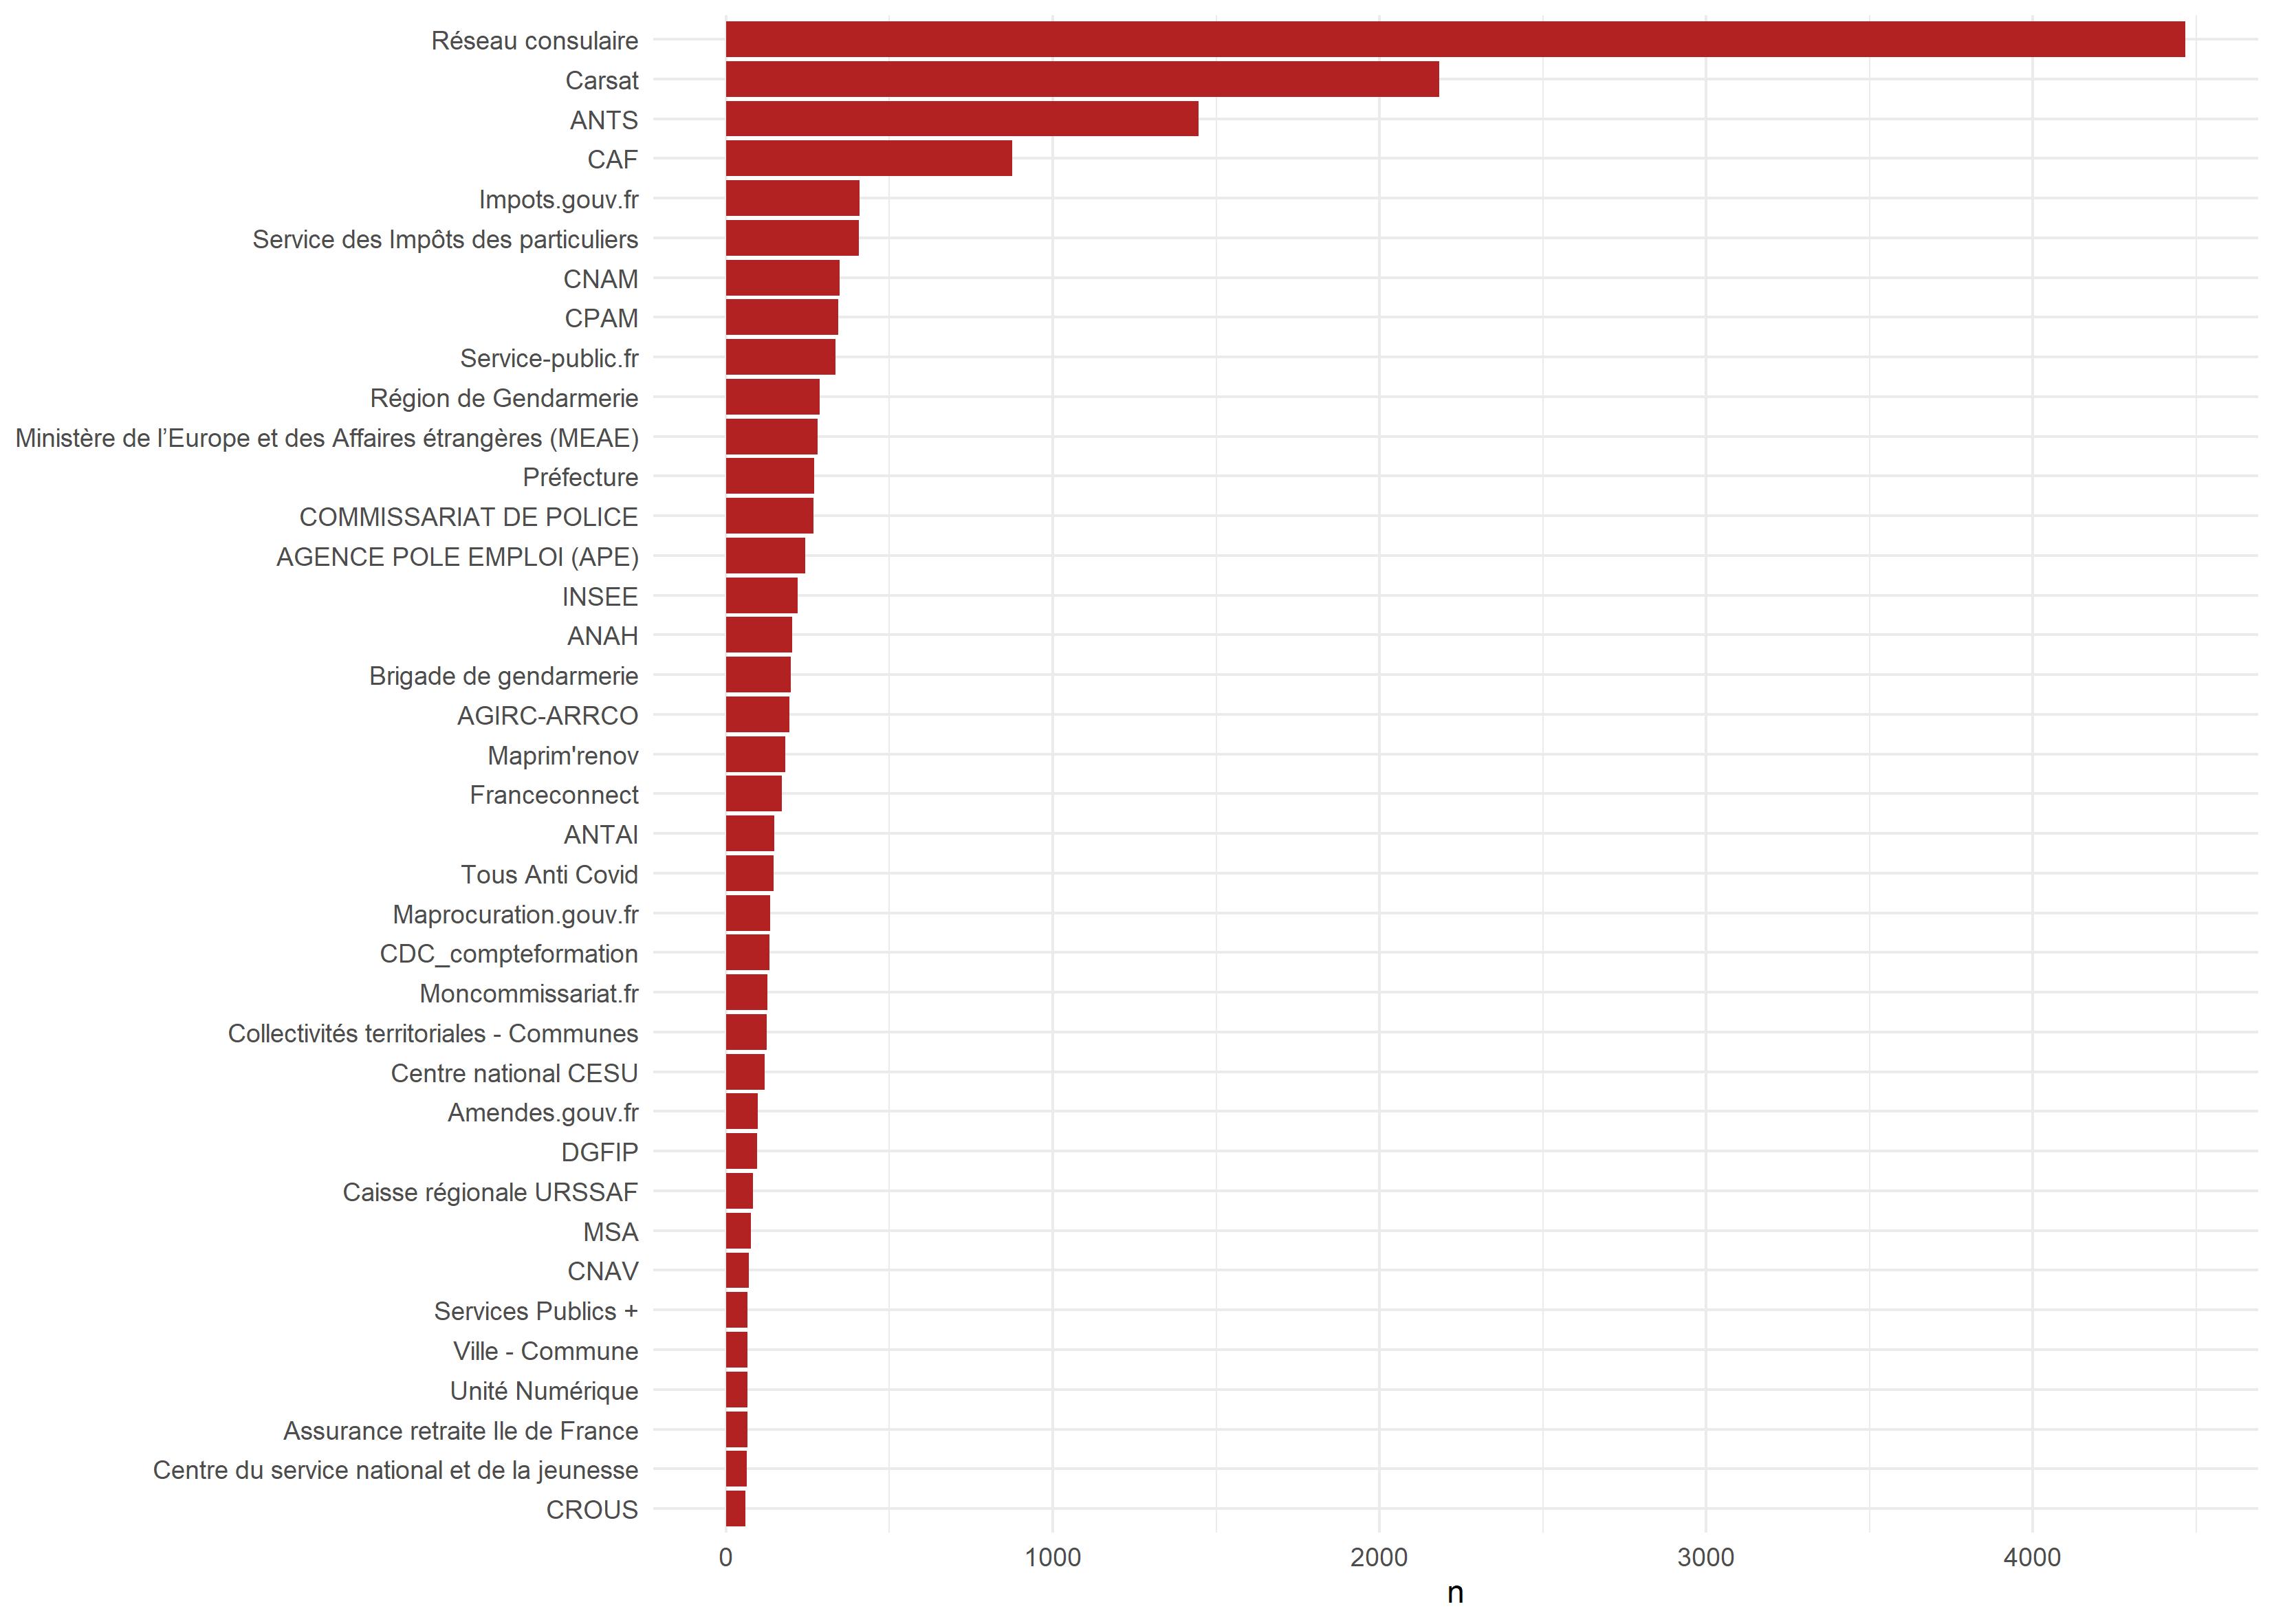 Réseau consulaire
Carsat
ANTS
CAF
Impots.gouv.fr
Service des Impôts des particuliers
CNAM
CPAM
Service-public.fr
Région de Gendarmerie
Ministère de l’Europe et des Affaires étrangères (MEAE)
Préfecture
COMMISSARIAT DE POLICE
AGENCE POLE EMPLOI (APE)
INSEE
ANAH
Brigade de gendarmerie
AGIRC-ARRCO
Maprim'renov
Franceconnect
ANTAI
Tous Anti Covid
Maprocuration.gouv.fr
CDC_compteformation
Moncommissariat.fr
Collectivités territoriales - Communes
Centre national CESU
Amendes.gouv.fr
DGFIP
Caisse régionale URSSAF
MSA
CNAV
Services Publics +
Ville - Commune
Unité Numérique
Assurance retraite Ile de France
Centre du service national et de la jeunesse
CROUS
0 1000 2000 3000 4000
n